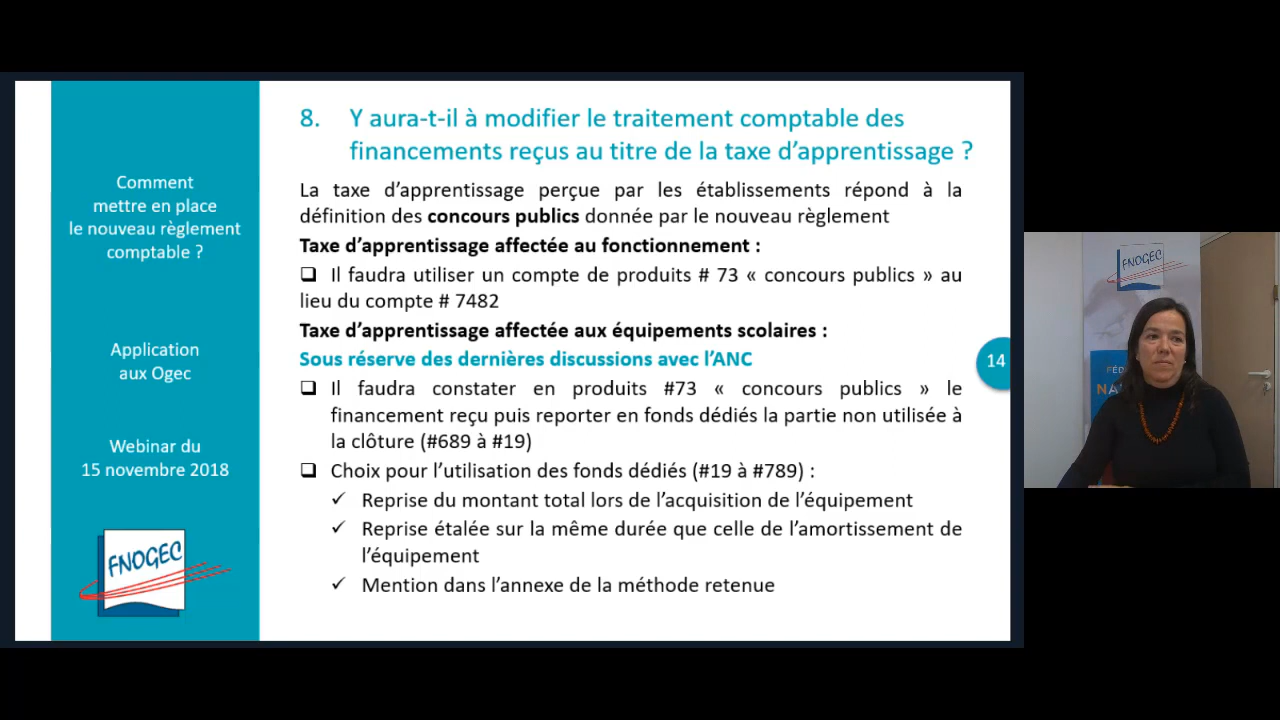 Comment
mettre en place
le nouveau règlement
comptable ?
Application
aux Ogec
Webinar du
15 novembre 2018
FNOGEC
8. Y aura-t-il à modifier le traitement comptable des
financements reçus au titre de la taxe d'apprentissage ?
La taxe d'apprentissage perçue par les établissements répond à la
définition des concours publics donnée par le nouveau règlement
Taxe d'apprentissage affectée au fonctionnement :
❑ Il faudra utiliser un compte de produits # 73 « concours publics » au
lieu du compte # 7482
Taxe d'apprentissage affectée aux équipements scolaires :
Sous réserve des dernières discussions avec l'ANC
❑ Il faudra constater en produits #73 « concours publics » le
financement reçu puis reporter en fonds dédiés la partie non utilisée à
la clôture (#689 à #19)
❑ Choix pour l'utilisation des fonds dédiés (#19 à #789) :
✓ Reprise du montant total lors de l'acquisition de l'équipement
✓ Reprise étalée sur la même durée que celle de l'amortissement de
l'équipement
✓ Mention dans l'annexe de la méthode retenue
14
FNOGEC